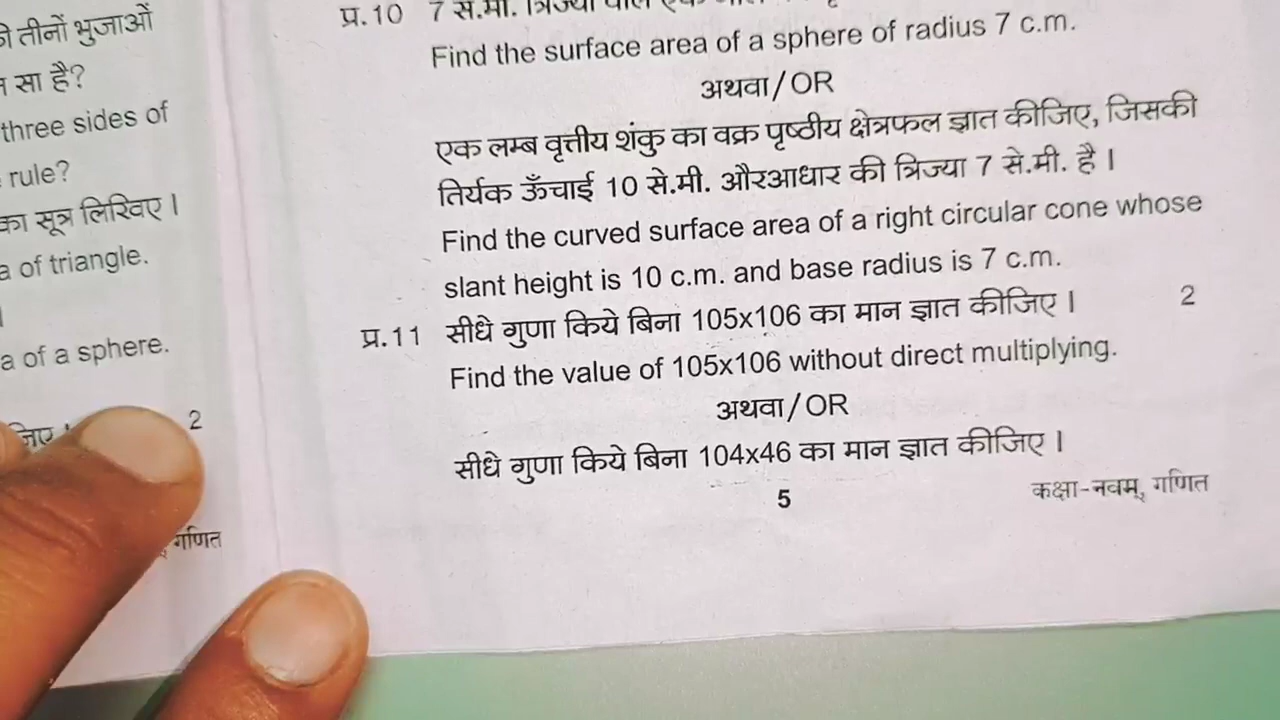 तीनों भुजाओं
सा है?
three sides of
rule?
का सूत्र लिखिए।
of triangle.
a of a sphere.
2
गणित
प्र.10 7 से.मी. त्रिज्या वाले एक
Find the surface area of a sphere of radius 7 c.m.
अथवा/OR
एक लम्ब वृत्तीय शंकु का वक्र पृष्ठीय क्षेत्रफल ज्ञात कीजिए, जिसकी
तिर्यक ऊँचाई 10 से.मी. औरआधार की त्रिज्या 7 से.मी. है।
Find the curved surface area of a right circular cone whose
slant height is 10 c.m. and base radius is 7 c.m.
प्र.11 सीधे गुणा किये बिना 105x106 का मान ज्ञात कीजिए। 2
Find the value of 105x106 without direct multiplying.
अथवा/OR
सीधे गुणा किये बिना 104x46 का मान ज्ञात कीजिए।
5
कक्षा-नवम्, गणित